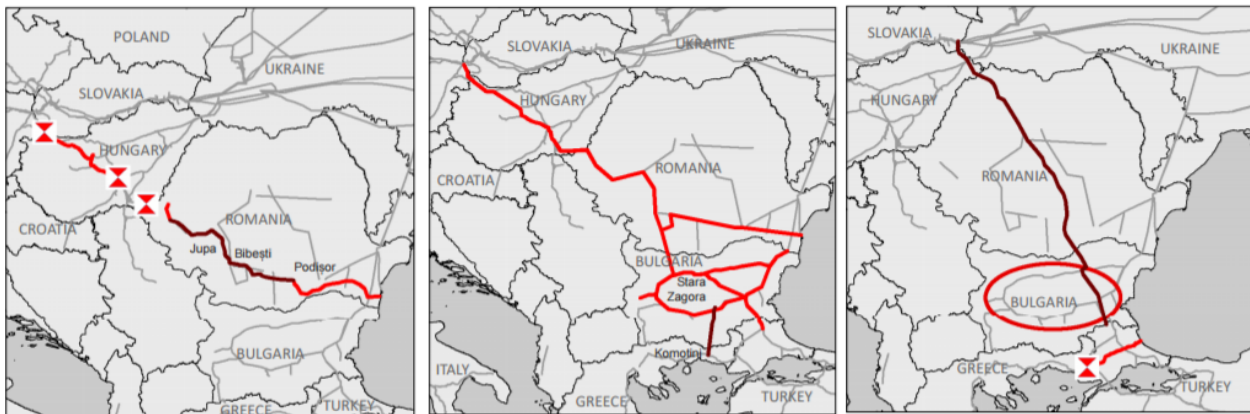 POLAND
UKRAINE
SLOVAKIA
HUNGARY
CROATIA
ROMANIA
Jupa
Bibești
Podișor
BULGARIA
GREECE
TURKEY
SLOVAKIA
UKRAINE
HUNGARY
CROATIA
ROMANIA
BULGARIA
Stara
Zagora
Komotini
ITALY
GREECE
TURKEY
SLOVAKIA
UKRAINE
HUNGARY
ROMANIA
BULGARIA
GREECE
TURKEY